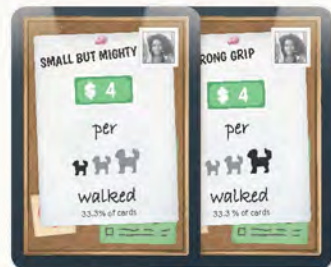 SMALL BUT MIGHTY
$ 4
per
walked
33.3% of cards
RONG GRIP
$ 4
per
walked
33.3 % of cards